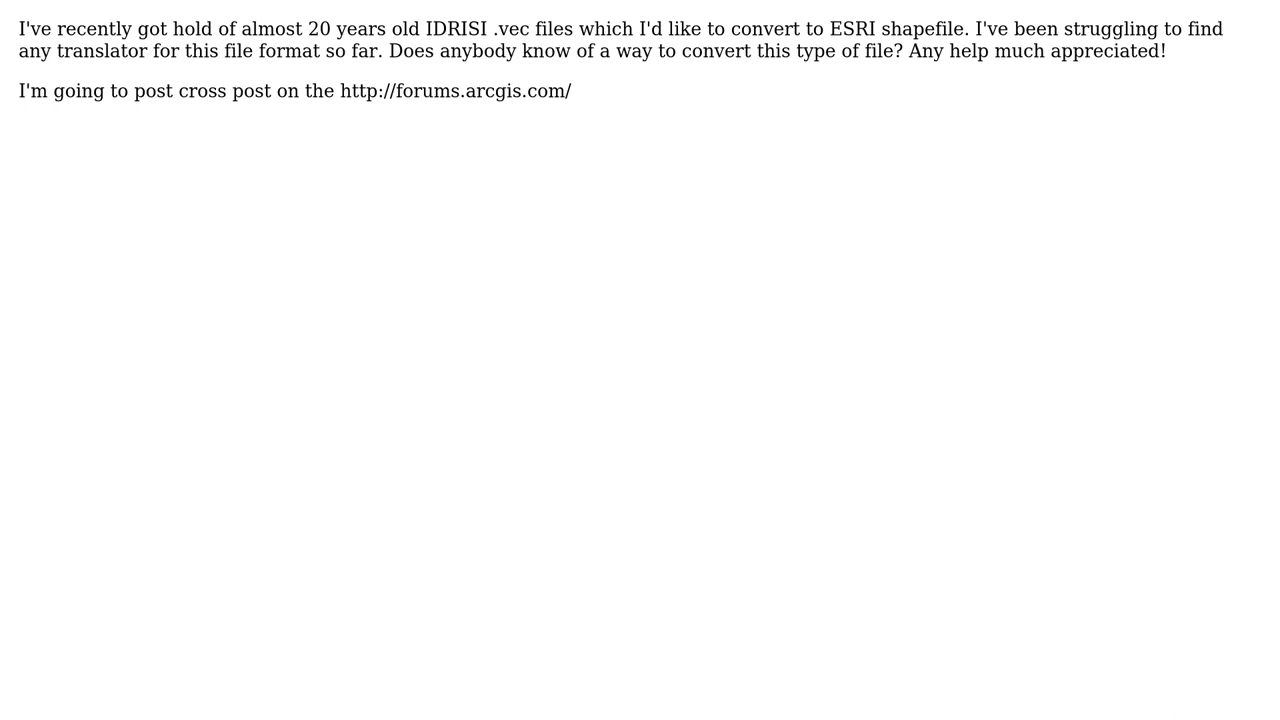 I've recently got hold of almost 20 years old IDRISI .vec files which I'd like to convert to ESRI shapefile. I've been struggling to find
any translator for this file format so far. Does anybody know of a way to convert this type of file? Any help much appreciated!
I'm going to post cross post on the http://forums.arcgis.com/